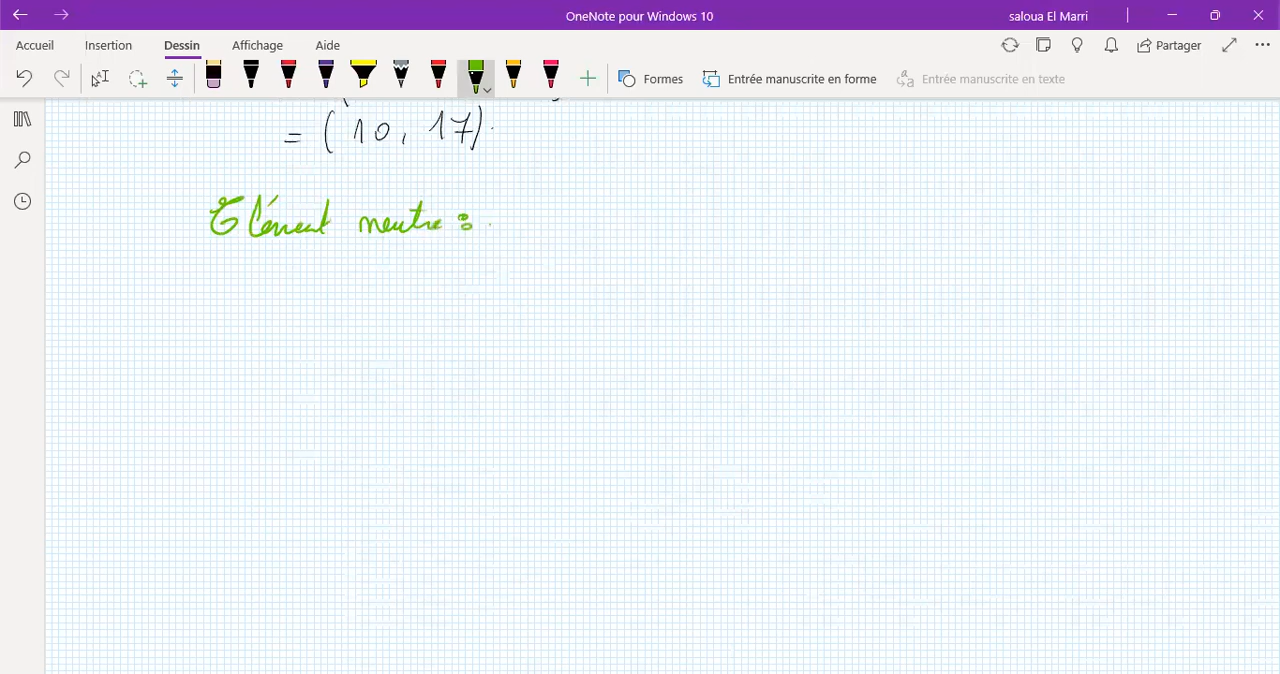 OneNote pour Windows 10
saloua El Marri
Accueil Insertion Dessin Affichage Aide
Partager
Formes Entrée manuscrite en forme Entrée manuscrite en texte
= (10, 17).
Elément neutre :